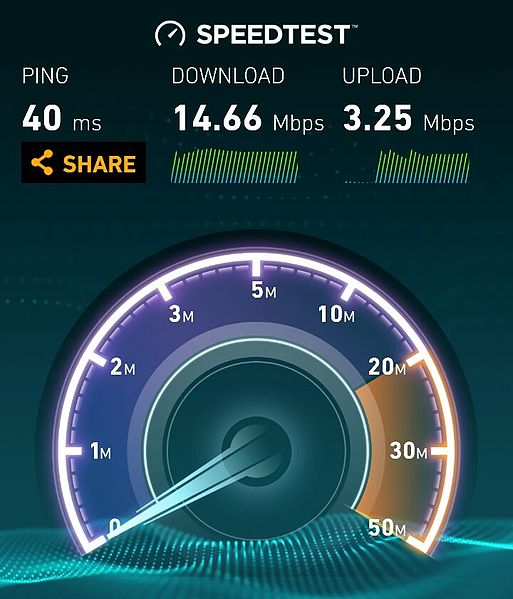 SPEEDTEST™
PING DOWNLOAD UPLOAD
40 ms 14.66 Mbps 3.25 Mbps
SHARE
5M
3M 10M
2M 20M
1M 30M
0 50M